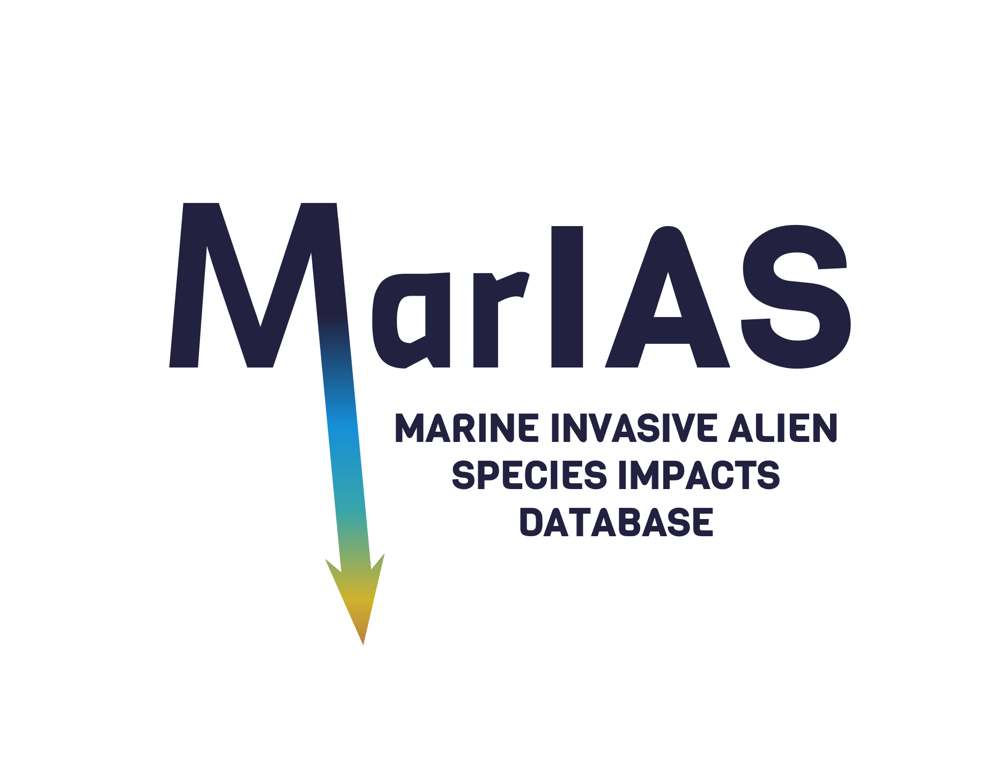 MarIAS
MARINE INVASIVE ALIEN
SPECIES IMPACTS
DATABASE